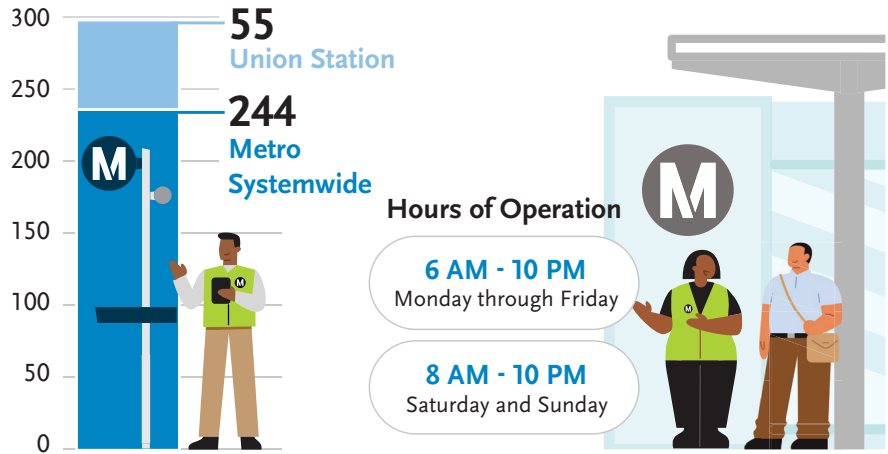 300
250
200
150
100
50
0
55
Union Station
244
Metro
Systemwide
M
M
Hours of Operation
6 AM - 10 PM
Monday through Friday
8 AM - 10 PM
Saturday and Sunday
M
M